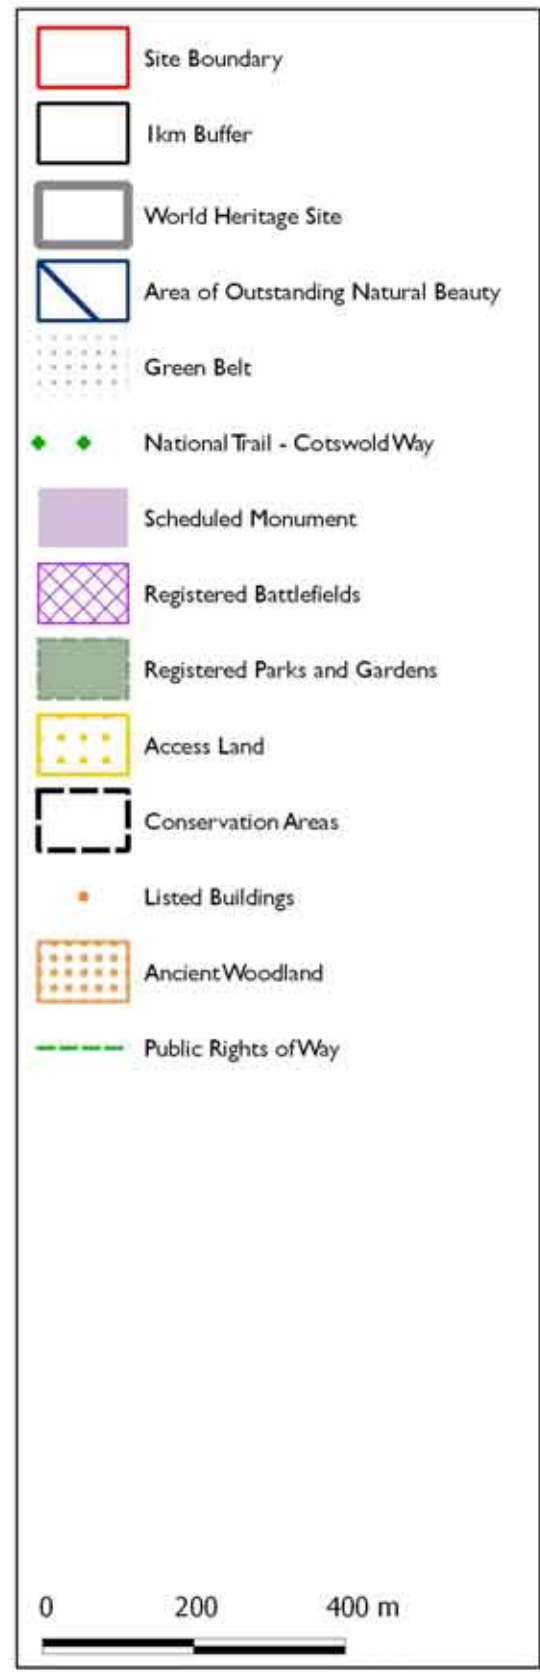 Site Boundary
1km Buffer
World Heritage Site
Area of Outstanding Natural Beauty
Green Belt
National Trail - Cotswold Way
Scheduled Monument
Registered Battlefields
Registered Parks and Gardens
Access Land
Conservation Areas
Listed Buildings
Ancient Woodland
Public Rights of Way
0 200 400 m